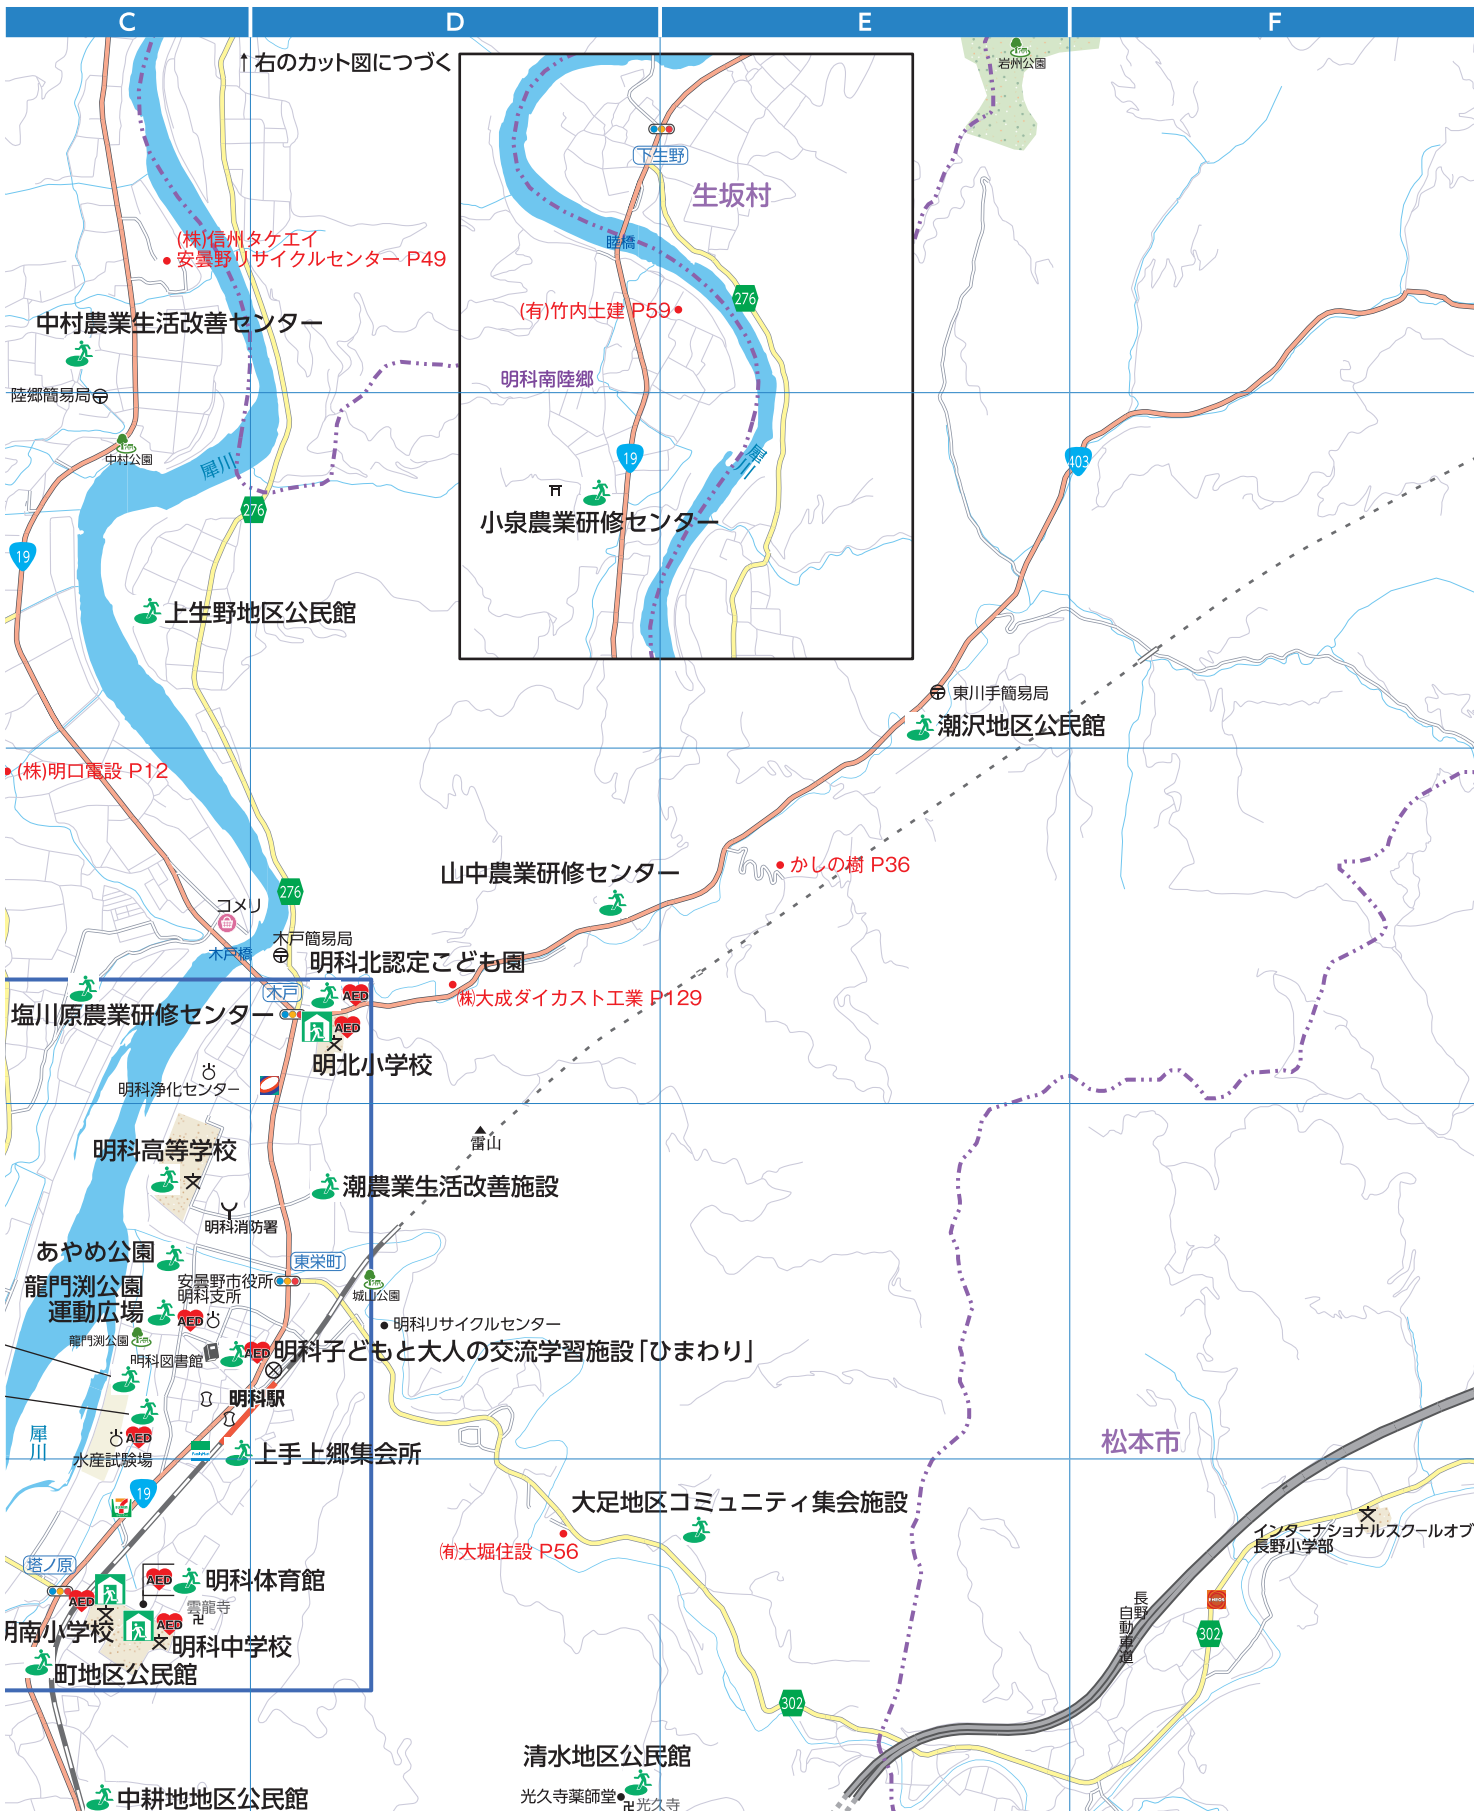 C
D
E
F
↑右のカット図につづく
岩州公園
下生野
生坂村
睦橋
(株)信州タケエイ
安曇野リサイクルセンター P49
276
(有)竹内土建 P59
中村農業生活改善センター
明科南陸郷
陸郷簡易局
中村公園
犀川
19
犀川
403
276
小泉農業研修センター
19
上生野地区公民館
東川手簡易局
潮沢地区公民館
(株)明口電設 P12
かしの樹 P36
山中農業研修センター
276
コメリ
木戸橋
木戸簡易局
明科北認定こども園
木戸
AED
㈱大成ダイカスト工業 P129
塩川原農業研修センター
AED
明北小学校
明科浄化センター
雷山
明科高等学校
潮農業生活改善施設
明科消防署
あやめ公園
東栄町
龍門渕公園
運動広場
安曇野市役所
明科支所
城山公園
AED
明科リサイクルセンター
龍門渕公園
明科図書館
AED
明科子どもと大人の交流学習施設「ひまわり」
明科駅
犀川
AED
水産試験場
上手上郷集会所
松本市
19
大足地区コミュニティ集会施設
(有)大堀住設 P56
インターナショナルスクールオブ
長野小学部
塔ノ原
AED
明科体育館
AED
雲龍寺
長野
自動車道
ENEOS
302
明南小学校
AED
明科中学校
町地区公民館
302
清水地区公民館
光久寺薬師堂
光久寺
中耕地地区公民館